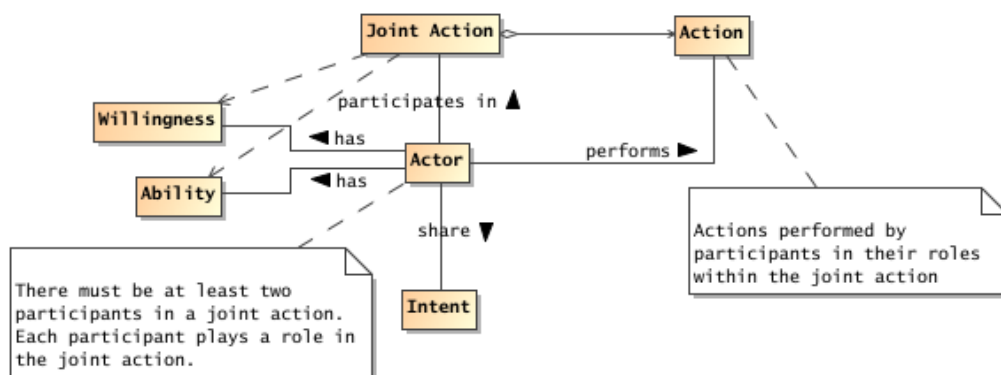 Joint Action
Action
Willingness
participates in
has
Actor
performs
Ability
has
share
Intent
Actions performed by
participants in their roles
within the joint action
There must be at least two
participants in a joint action.
Each participant plays a role in
the joint action.